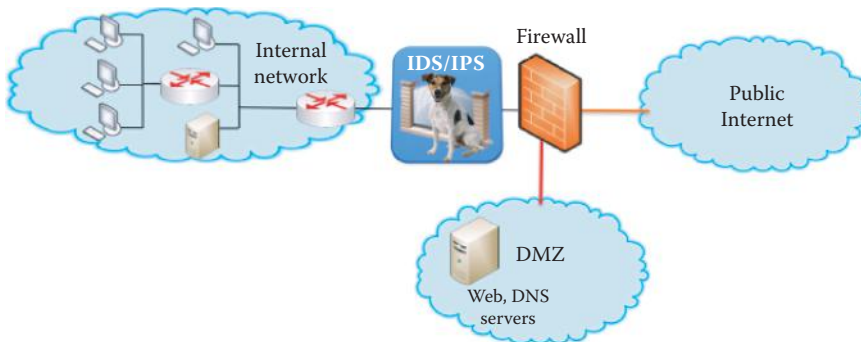 Internal
network
IDS/IPS
Firewall
Public
Internet
DMZ
Web, DNS
servers